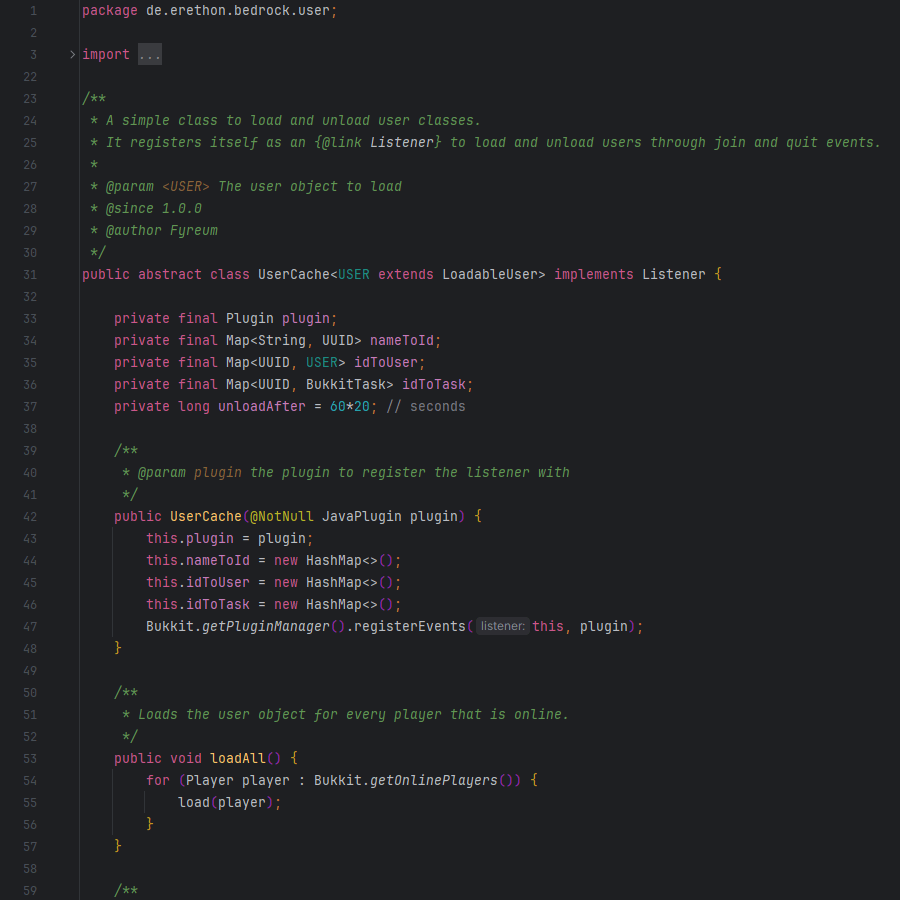 1 package de.erethon.bedrock.user;
2
3 > import ...
22
23 /**
24  * A simple class to load and unload user classes.
25  * It registers itself as an {@link Listener} to load and unload users through join and quit events.
26  *
27  * @param <USER> The user object to load
28  * @since 1.0.0
29  * @author Fyreum
30  */
31 public abstract class UserCache<USER extends LoadableUser> implements Listener {
32
33     private final Plugin plugin;
34     private final Map<String, UUID> nameToId;
35     private final Map<UUID, USER> idToUser;
36     private final Map<UUID, BukkitTask> idToTask;
37     private long unloadAfter = 60*20; // seconds
38
39     /**
40      * @param plugin the plugin to register the listener with
41      */
42     public UserCache(@NotNull JavaPlugin plugin) {
43         this.plugin = plugin;
44         this.nameToId = new HashMap<>();
45         this.idToUser = new HashMap<>();
46         this.idToTask = new HashMap<>();
47         Bukkit.getPluginManager().registerEvents( listener: this, plugin);
48     }
49
50     /**
51      * Loads the user object for every player that is online.
52      */
53     public void loadAll() {
54         for (Player player : Bukkit.getOnlinePlayers()) {
55             load(player);
56         }
57     }
58
59     /**